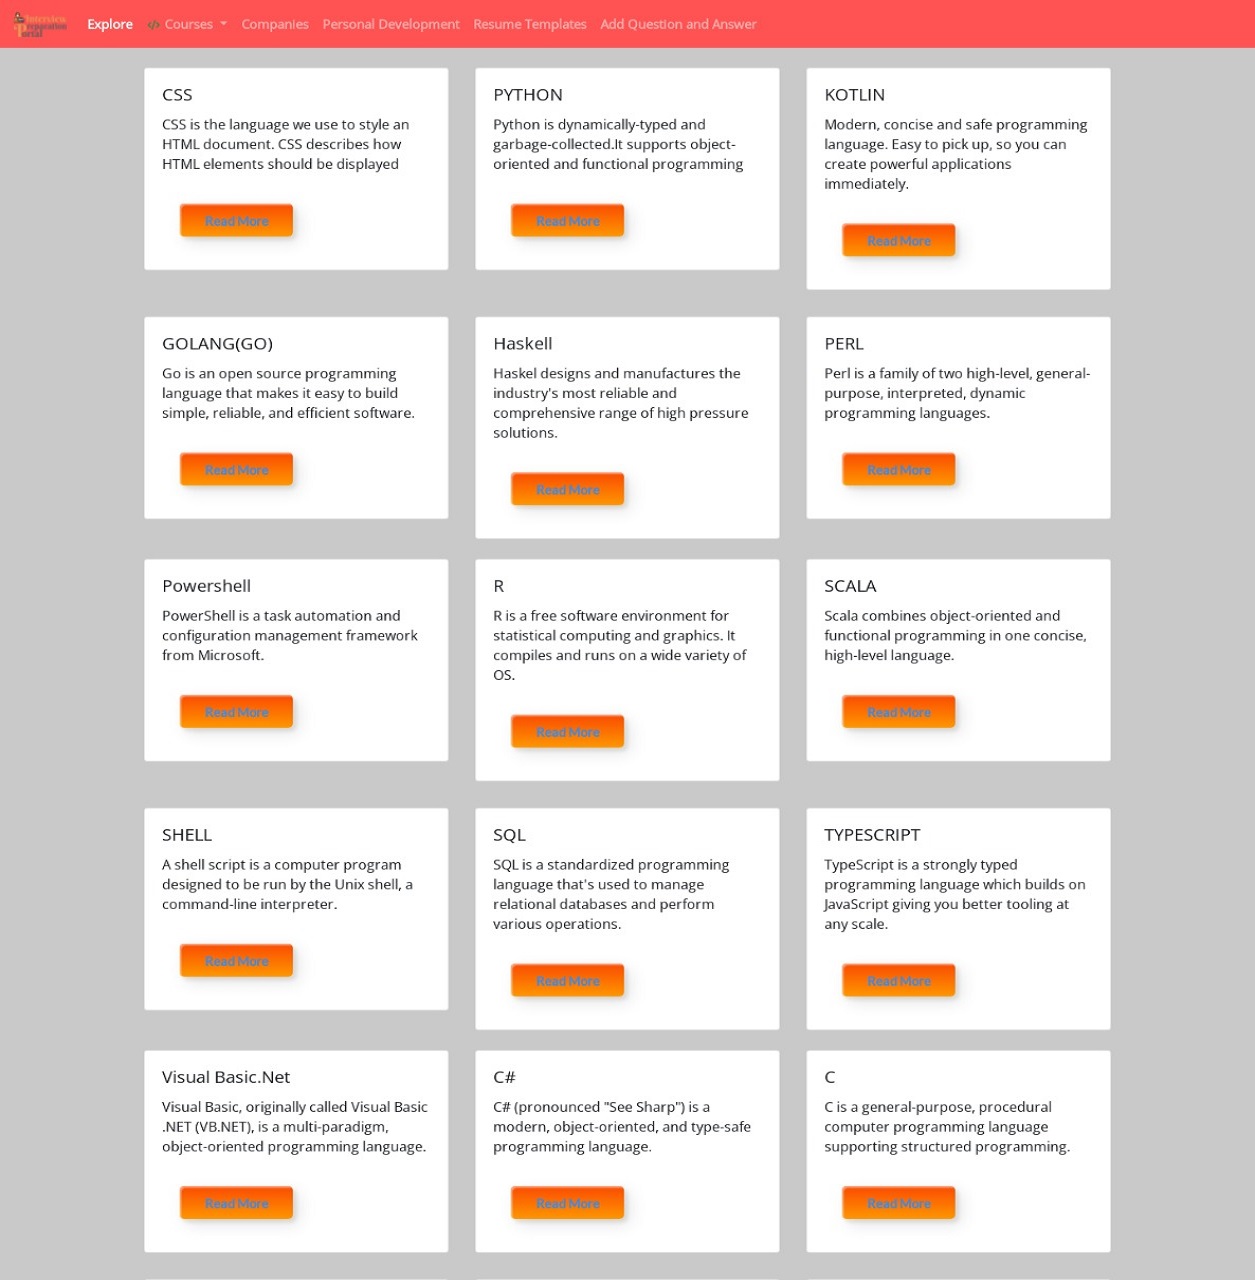 Interview
Preparation
Portal
Explore
</> Courses
Companies
Personal Development
Resume Templates
Add Question and Answer
CSS
CSS is the language we use to style an
HTML document. CSS describes how
HTML elements should be displayed
Read More
PYTHON
Python is dynamically-typed and
garbage-collected.It supports object-
oriented and functional programming
Read More
KOTLIN
Modern, concise and safe programming
language. Easy to pick up, so you can
create powerful applications
immediately.
Read More
GOLANG(GO)
Go is an open source programming
language that makes it easy to build
simple, reliable, and efficient software.
Read More
Haskell
Haskel designs and manufactures the
industry's most reliable and
comprehensive range of high pressure
solutions.
Read More
PERL
Perl is a family of two high-level, general-
purpose, interpreted, dynamic
programming languages.
Read More
Powershell
PowerShell is a task automation and
configuration management framework
from Microsoft.
Read More
R
R is a free software environment for
statistical computing and graphics. It
compiles and runs on a wide variety of
OS.
Read More
SCALA
Scala combines object-oriented and
functional programming in one concise,
high-level language.
Read More
SHELL
A shell script is a computer program
designed to be run by the Unix shell, a
command-line interpreter.
Read More
SQL
SQL is a standardized programming
language that's used to manage
relational databases and perform
various operations.
Read More
TYPESCRIPT
TypeScript is a strongly typed
programming language which builds on
JavaScript giving you better tooling at
any scale.
Read More
Visual Basic.Net
Visual Basic, originally called Visual Basic
.NET (VB.NET), is a multi-paradigm,
object-oriented programming language.
Read More
C#
C# (pronounced "See Sharp") is a
modern, object-oriented, and type-safe
programming language.
Read More
C
C is a general-purpose, procedural
computer programming language
supporting structured programming.
Read More